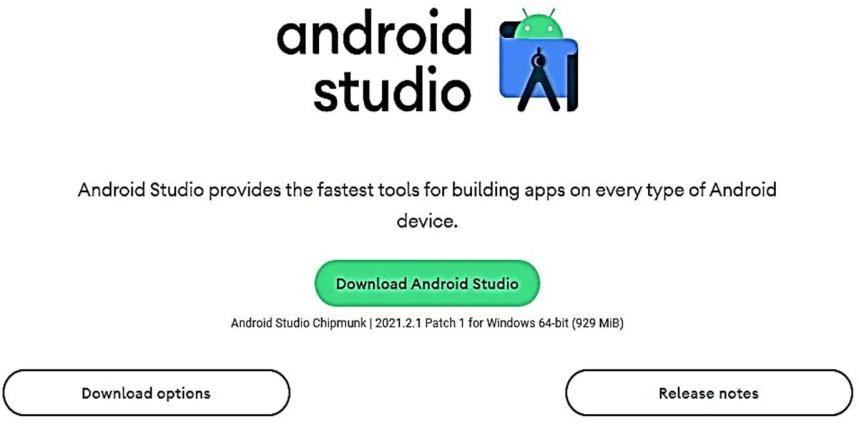 android
studio
Android Studio provides the fastest tools for building apps on every type of Android
device.
Download Android Studio
Android Studio Chipmunk | 2021.2.1 Patch 1 for Windows 64-bit (929 MiB)
Download options
Release notes